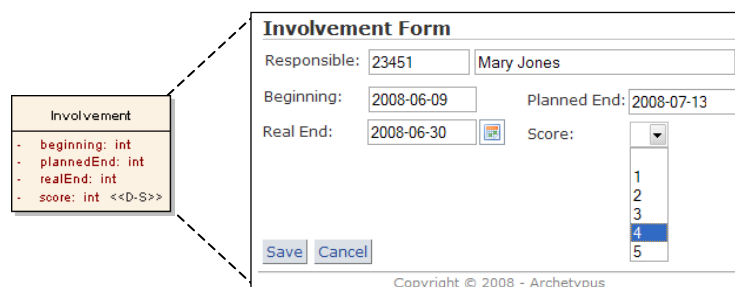 Involvement
- beginning: int
- plannedEnd: int
- realEnd: int
- score: int <<D-S>>
Involvement Form
Responsible: 23451 Mary Jones
Beginning: 2008-06-09 Planned End: 2008-07-13
Real End: 2008-06-30 Score:
1
2
3
4
5
Save Cancel
Copyright © 2008 - Archetypus